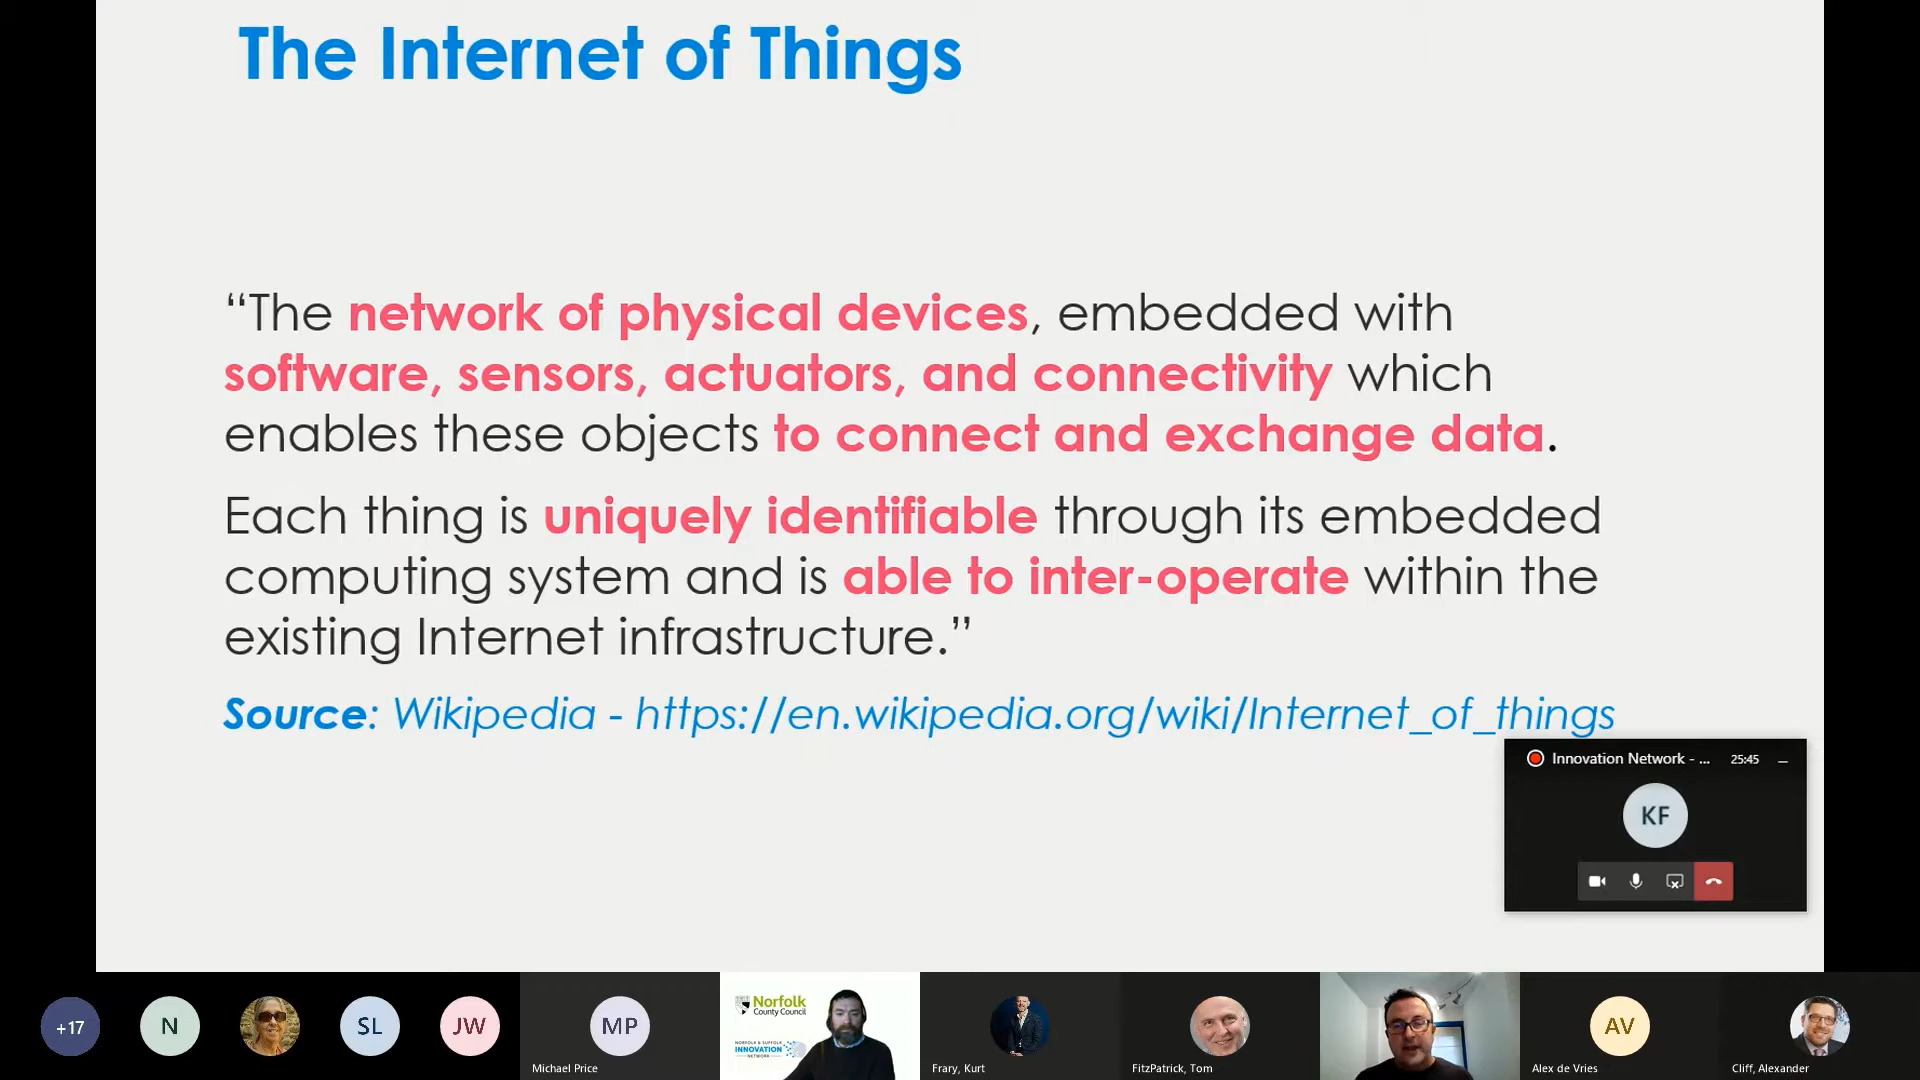 The Internet of Things
“The network of physical devices, embedded with
software, sensors, actuators, and connectivity which
enables these objects to connect and exchange data.
Each thing is uniquely identifiable through its embedded
computing system and is able to inter-operate within the
existing Internet infrastructure.”
Source: Wikipedia - https://en.wikipedia.org/wiki/Internet_of_things
Innovation Network - ... 25:45
KF
+17
N
SL
JW
MP
Michael Price
Norfolk
County Council
NORFOLK & SUFFOLK
INNOVATION
NETWORK
Frary, Kurt
FitzPatrick, Tom
AV
Alex de Vries
Cliff, Alexander